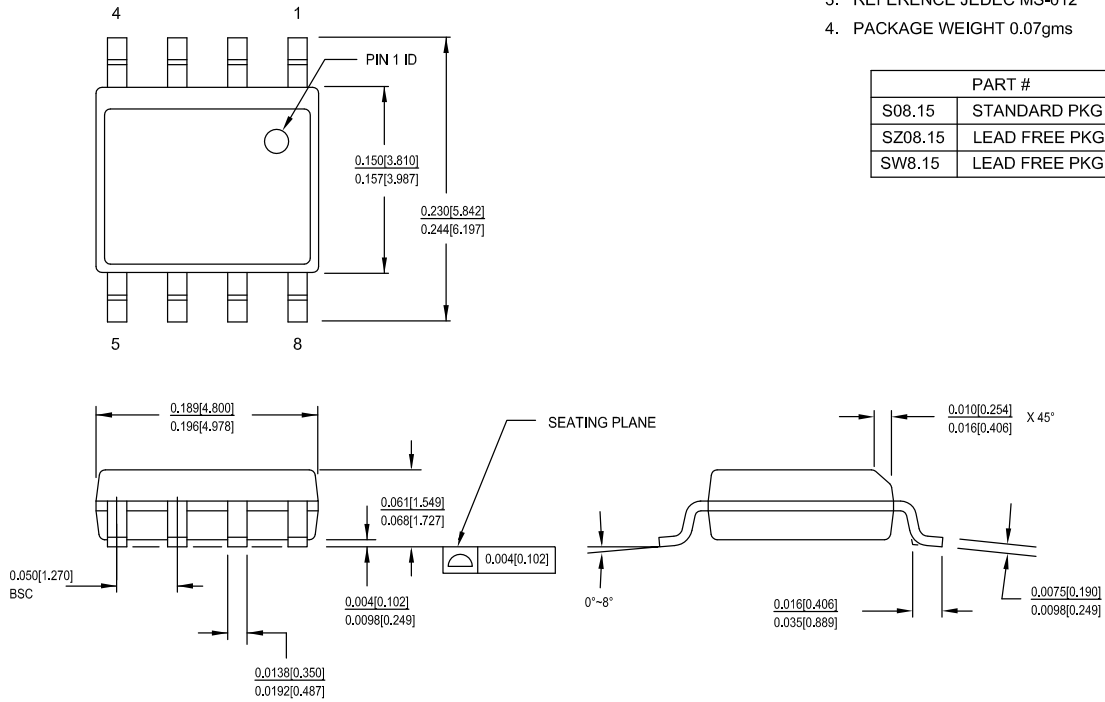 3. REFERENCE JEDEC MS-012
4. PACKAGE WEIGHT 0.07gms
PART #
S08.15 STANDARD PKG
SZ08.15 LEAD FREE PKG
SW8.15 LEAD FREE PKG
4 1
PIN 1 ID
0.150[3.810]
0.157[3.987]
0.230[5.842]
0.244[6.197]
5 8
0.189[4.800]
0.196[4.978]
SEATING PLANE
0.010[0.254]
0.016[0.406]
X 45°
0.061[1.549]
0.068[1.727]
0.004[0.102]
0.050[1.270]
BSC
0.004[0.102]
0.0098[0.249]
0°~8°
0.016[0.406]
0.035[0.889]
0.0075[0.190]
0.0098[0.249]
0.0138[0.350]
0.0192[0.487]